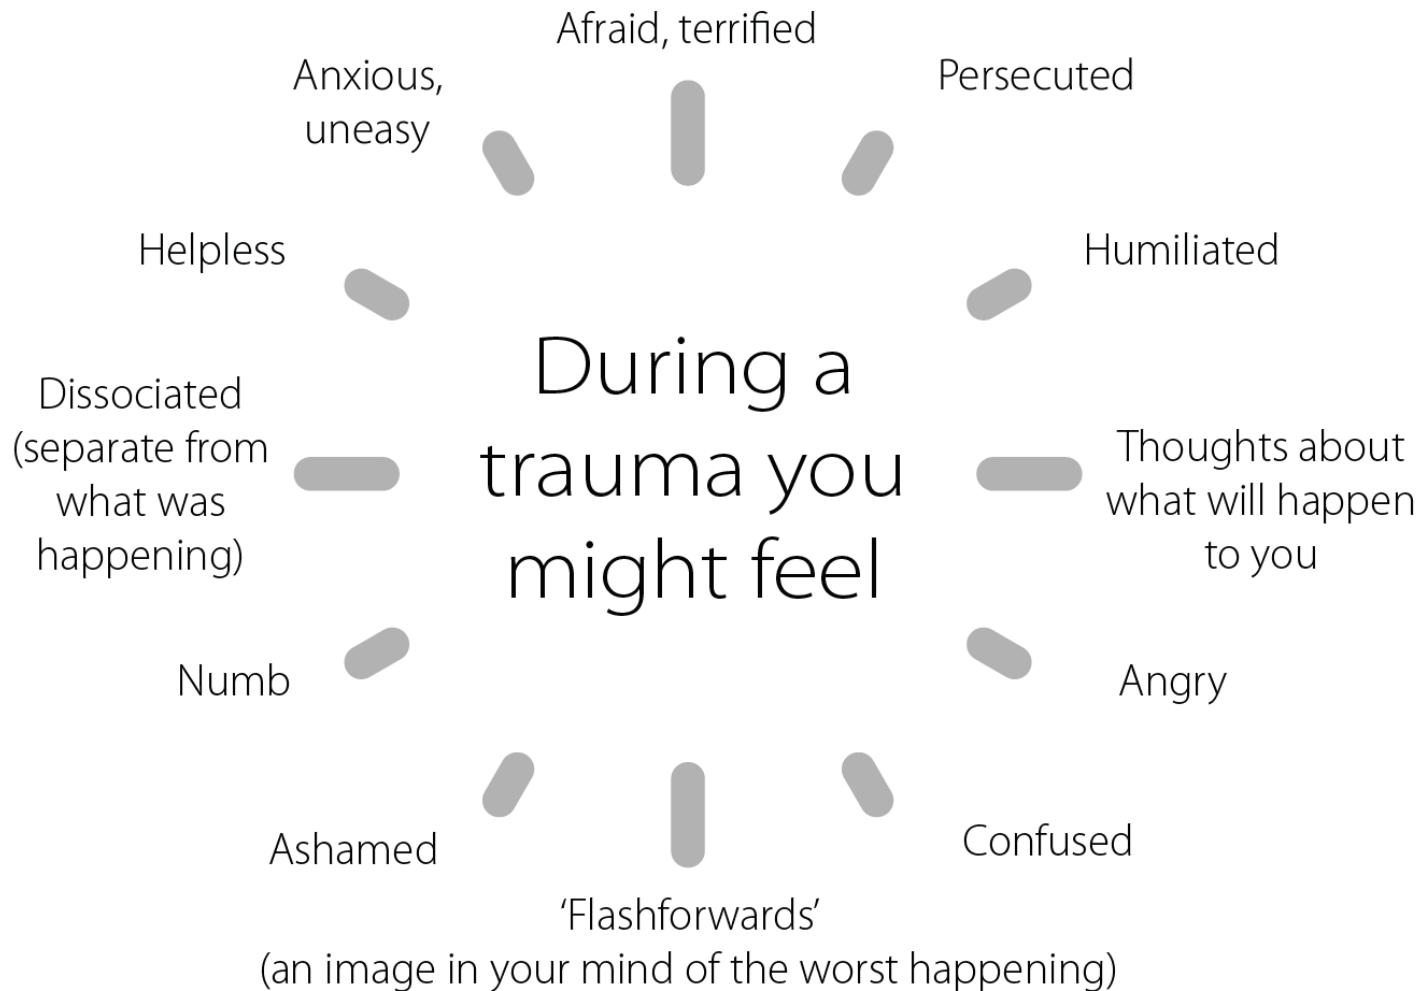 Afraid, terrified
Persecuted
Humiliated
Thoughts about
what will happen
to you
Angry
Confused
‘Flashforwards’
(an image in your mind of the worst happening)
Ashamed
Numb
Dissociated
(separate from
what was
happening)
Helpless
Anxious,
uneasy
During a
trauma you
might feel